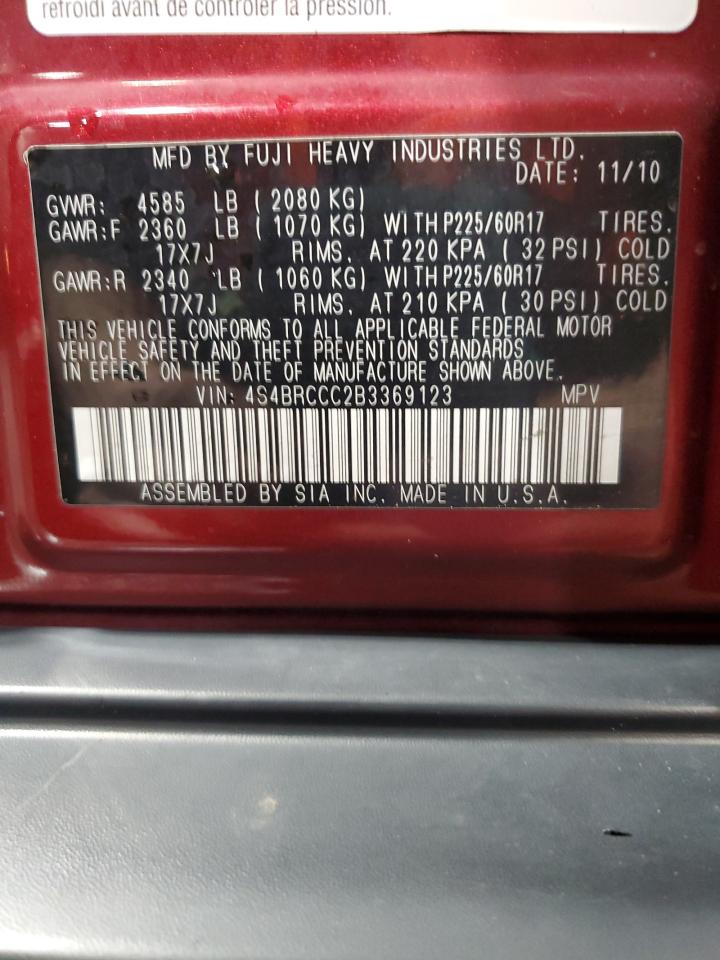 refroidi avant de contrôler la pression.
MFD BY FUJI HEAVY INDUSTRIES LTD.
DATE: 11/10
GVWR: 4585 LB ( 2080 KG)
GAWR:F 2360 LB ( 1070 KG) WITH P225/60R17 TIRES.
17X7J RIMS, AT 220 KPA ( 32 PSI) COLD
GAWR:R 2340 LB ( 1060 KG) WITH P225/60R17 TIRES.
17X7J RIMS, AT 210 KPA ( 30 PSI) COLD
THIS VEHICLE CONFORMS TO ALL APPLICABLE FEDERAL MOTOR
VEHICLE SAFETY AND THEFT PREVENTION STANDARDS
IN EFFECT ON THE DATE OF MANUFACTURE SHOWN ABOVE.
VIN: 4S4BRCCC2B3369123 MPV
ASSEMBLED BY SIA INC. MADE IN U.S.A.